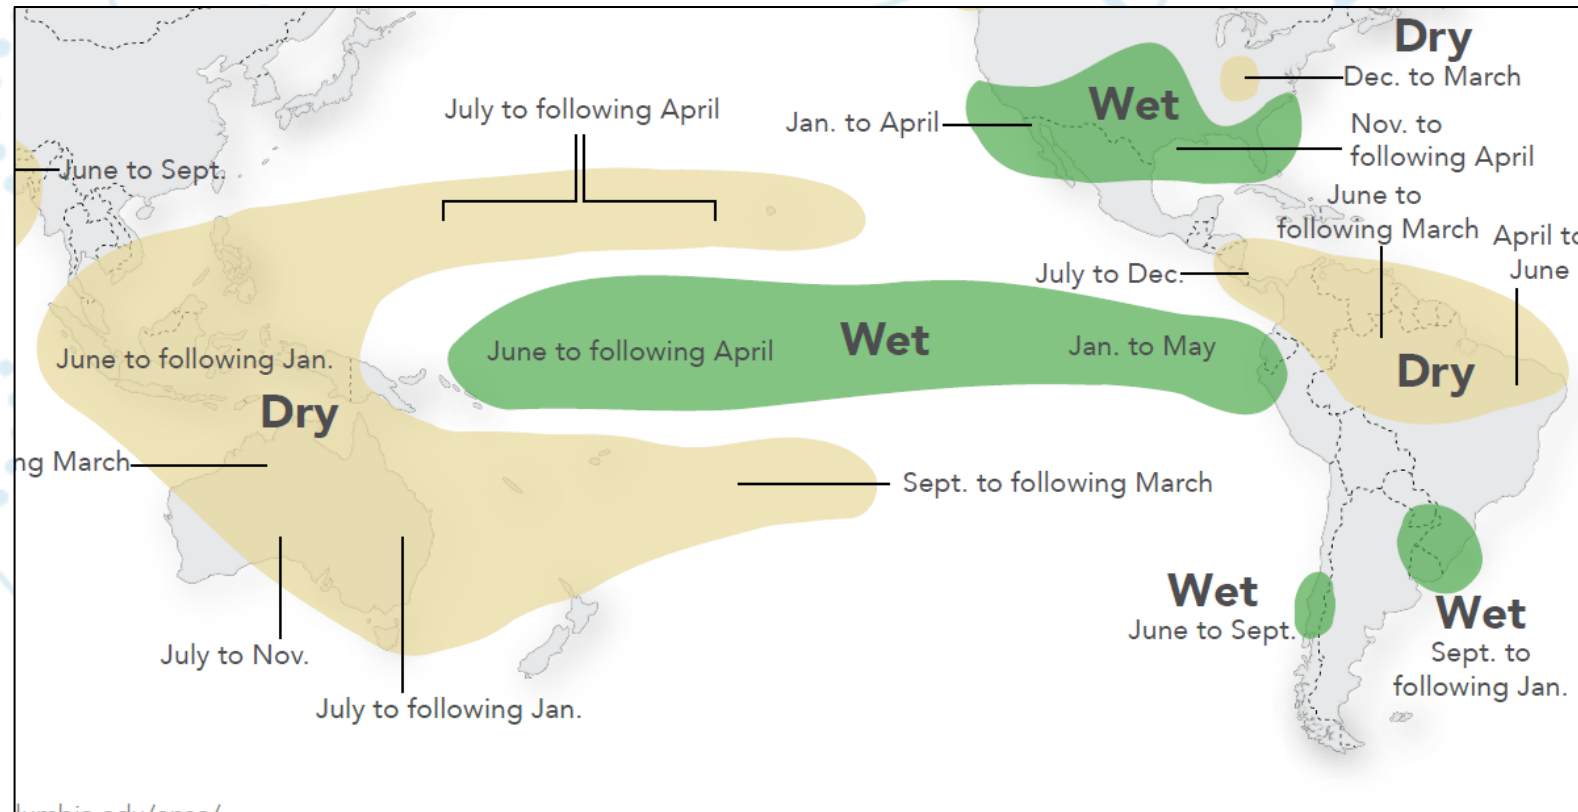 Dry
Dec. to March
July to following April
Wet
Jan. to April
Nov. to
following April
June to Sept.
June to
following March
April to
June
July to Dec.
June to following April
Wet
Jan. to May
June to following Jan.
Dry
Dry
ng March
Sept. to following March
Wet
June to Sept.
Wet
Sept. to
following Jan.
July to Nov.
July to following Jan.